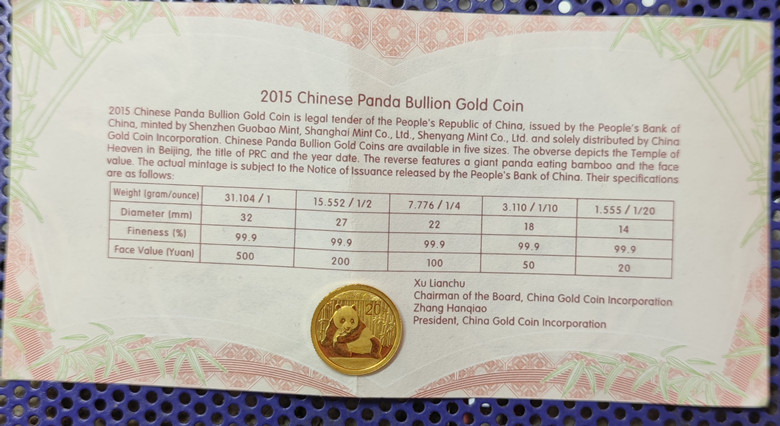 2015 Chinese Panda Bullion Gold Coin
2015 Chinese Panda Bullion Gold Coin is legal tender of the People's Republic of China, issued by the People's Bank of
China, minted by Shenzhen Guobao Mint, Shanghai Mint Co., Ltd., Shenyang Mint Co., Ltd. and solely distributed by China
Gold Coin Incorporation. Chinese Panda Bullion Gold Coins are available in five sizes. The obverse depicts the Temple of
Heaven in Beijing, the title of PRC and the year date. The reverse features a giant panda eating bamboo and the face
value. The actual mintage is subject to the Notice of Issuance released by the People's Bank of China. Their specifications
are as follows:
Weight (gram/ounce) 31.104 / 1 15.552 / 1/2 7.776 / 1/4 3.110 / 1/10 1.555 / 1/20
Diameter (mm) 32 27 22 18 14
Fineness (%) 99.9 99.9 99.9 99.9 99.9
Face Value (Yuan) 500 200 100 50 20
Xu Lianchu
Chairman of the Board, China Gold Coin Incorporation
Zhang Hanqiao
President, China Gold Coin Incorporation
20